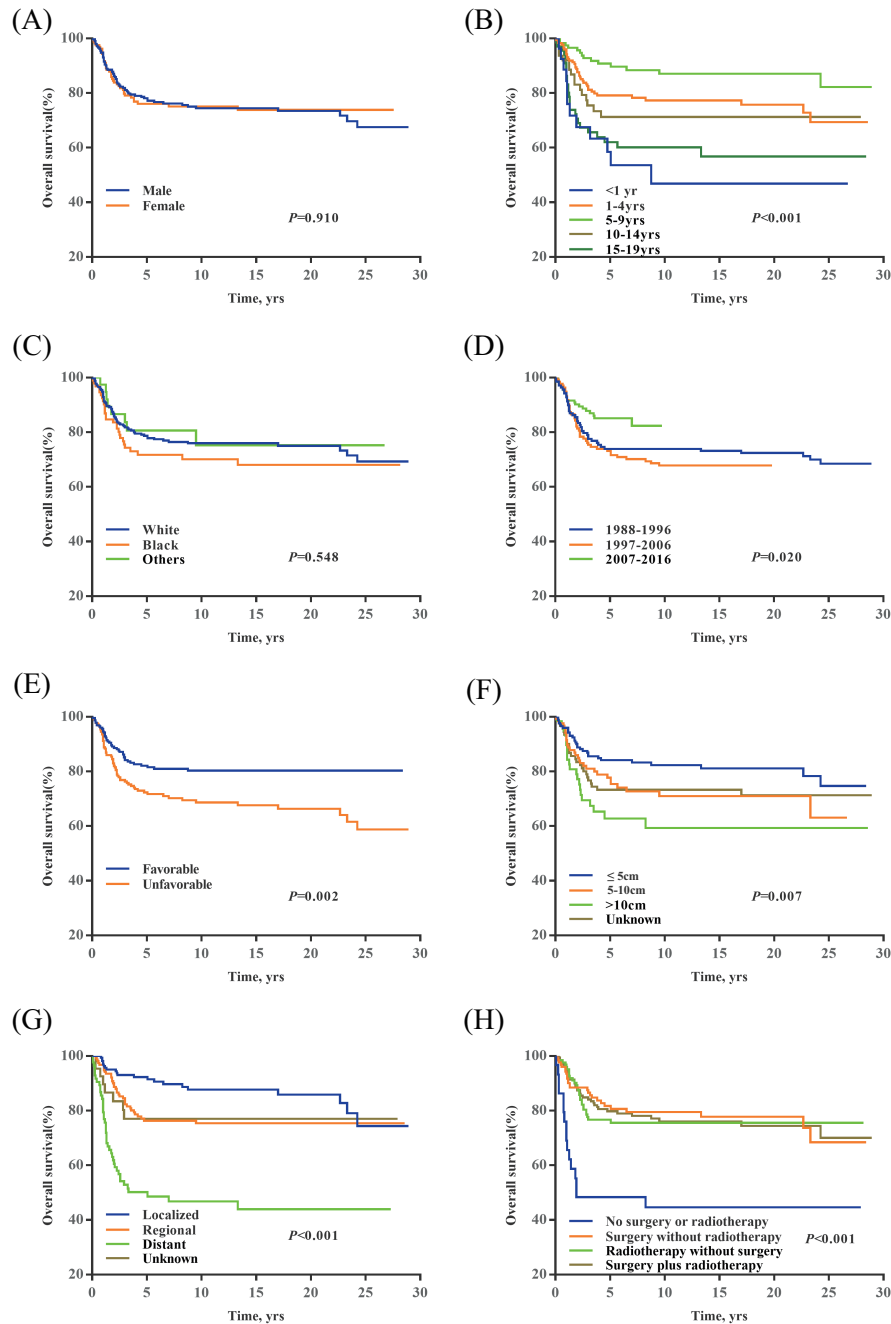 (A)
Overall survival(%)
100
80
60
40
20
0 5 10 15 20 25 30
Time, yrs
Male
Female
P=0.910
(B)
Overall survival(%)
100
80
60
40
20
0 5 10 15 20 25 30
Time, yrs
<1 yr
1-4yrs
5-9yrs
10-14yrs
15-19yrs
P<0.001
(C)
Overall survival(%)
100
80
60
40
20
0 5 10 15 20 25 30
Time, yrs
White
Black
Others
P=0.548
(D)
Overall survival(%)
100
80
60
40
20
0 5 10 15 20 25 30
Time, yrs
1988-1996
1997-2006
2007-2016
P=0.020
(E)
Overall survival(%)
100
80
60
40
20
0 5 10 15 20 25 30
Time, yrs
Favorable
Unfavorable
P=0.002
(F)
Overall survival(%)
100
80
60
40
20
0 5 10 15 20 25 30
Time, yrs
≤ 5cm
5-10cm
>10cm
Unknown
P=0.007
(G)
Overall survival(%)
100
80
60
40
20
0 5 10 15 20 25 30
Time, yrs
Localized
Regional
Distant
Unknown
P<0.001
(H)
Overall survival(%)
100
80
60
40
20
0 5 10 15 20 25 30
Time, yrs
No surgery or radiotherapy
Surgery without radiotherapy
Radiotherapy without surgery
Surgery plus radiotherapy
P<0.001